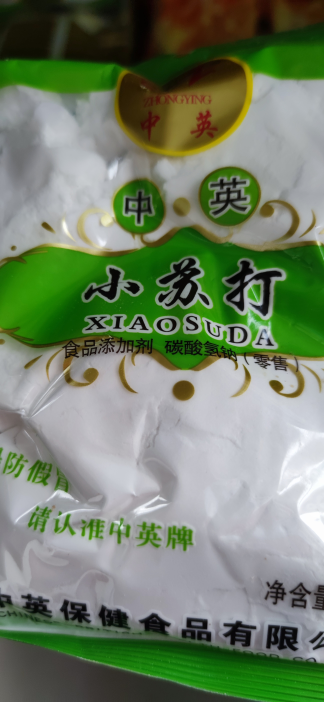 ZHONGYING
中英
中 英
小苏打
XIAOSUDA
食品添加剂 碳酸氢钠（零售）
防假冒
请认准中英牌
净含量
中英保健食品有限公